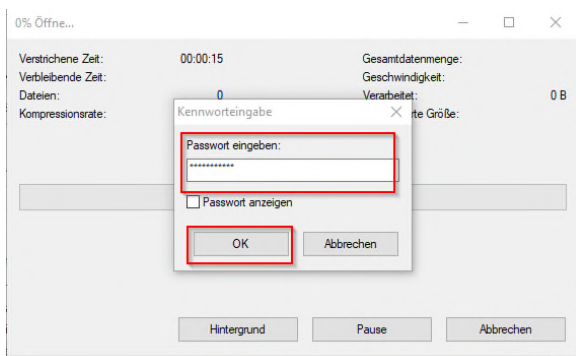 0% Öffne...
Verstrichene Zeit: 00:00:15 Gesamtdatenmenge:
Verbleibende Zeit: Geschwindigkeit:
Dateien: 0 Verarbeitet: 0 B
Kompressionsrate: rte Größe:
Kennworteingabe
Passwort eingeben:
***********
Passwort anzeigen
OK Abbrechen
Hintergrund Pause Abbrechen